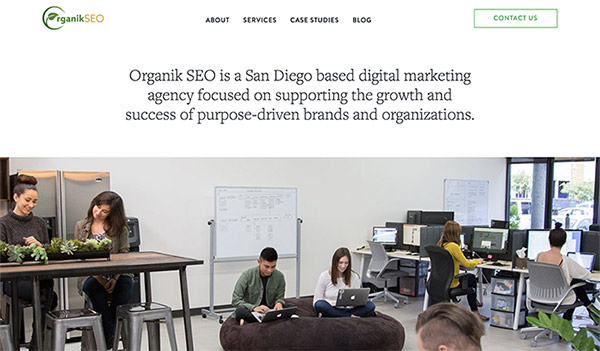 OrganikSEO
ABOUT SERVICES CASE STUDIES BLOG
CONTACT US
Organik SEO is a San Diego based digital marketing
agency focused on supporting the growth and
success of purpose-driven brands and organizations.